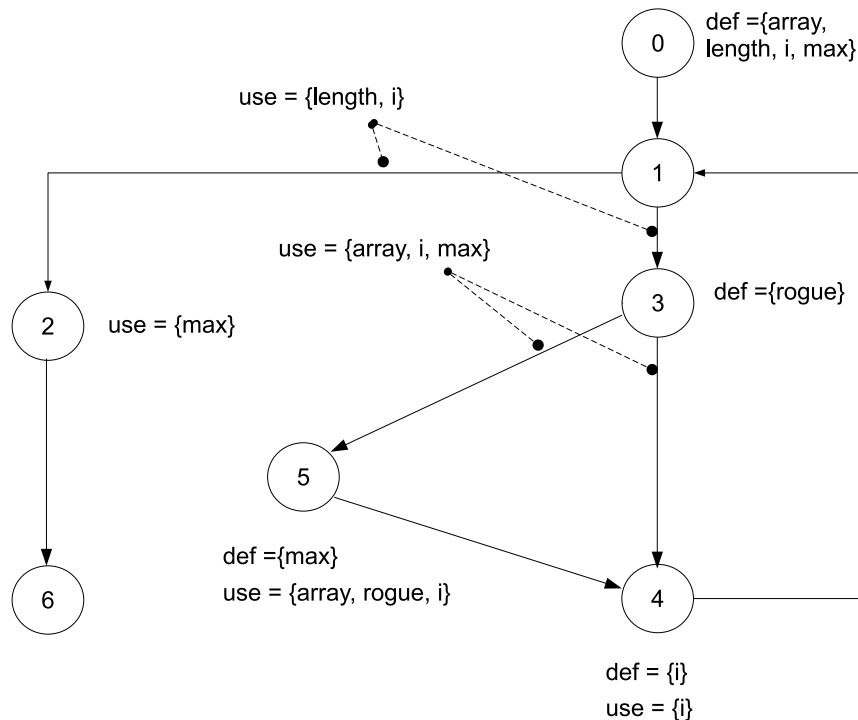 0
def ={array,
length, i, max}
use = {length, i}
1
use = {array, i, max}
3
def ={rogue}
2
use = {max}
5
def ={max}
use = {array, rogue, i}
6
4
def = {i}
use = {i}